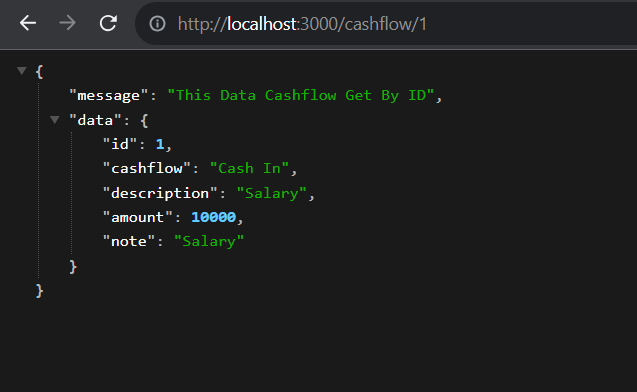 http://localhost:3000/cashflow/1
{
"message": "This Data Cashflow Get By ID",
"data": {
"id": 1,
"cashflow": "Cash In",
"description": "Salary",
"amount": 10000,
"note": "Salary"
}
}